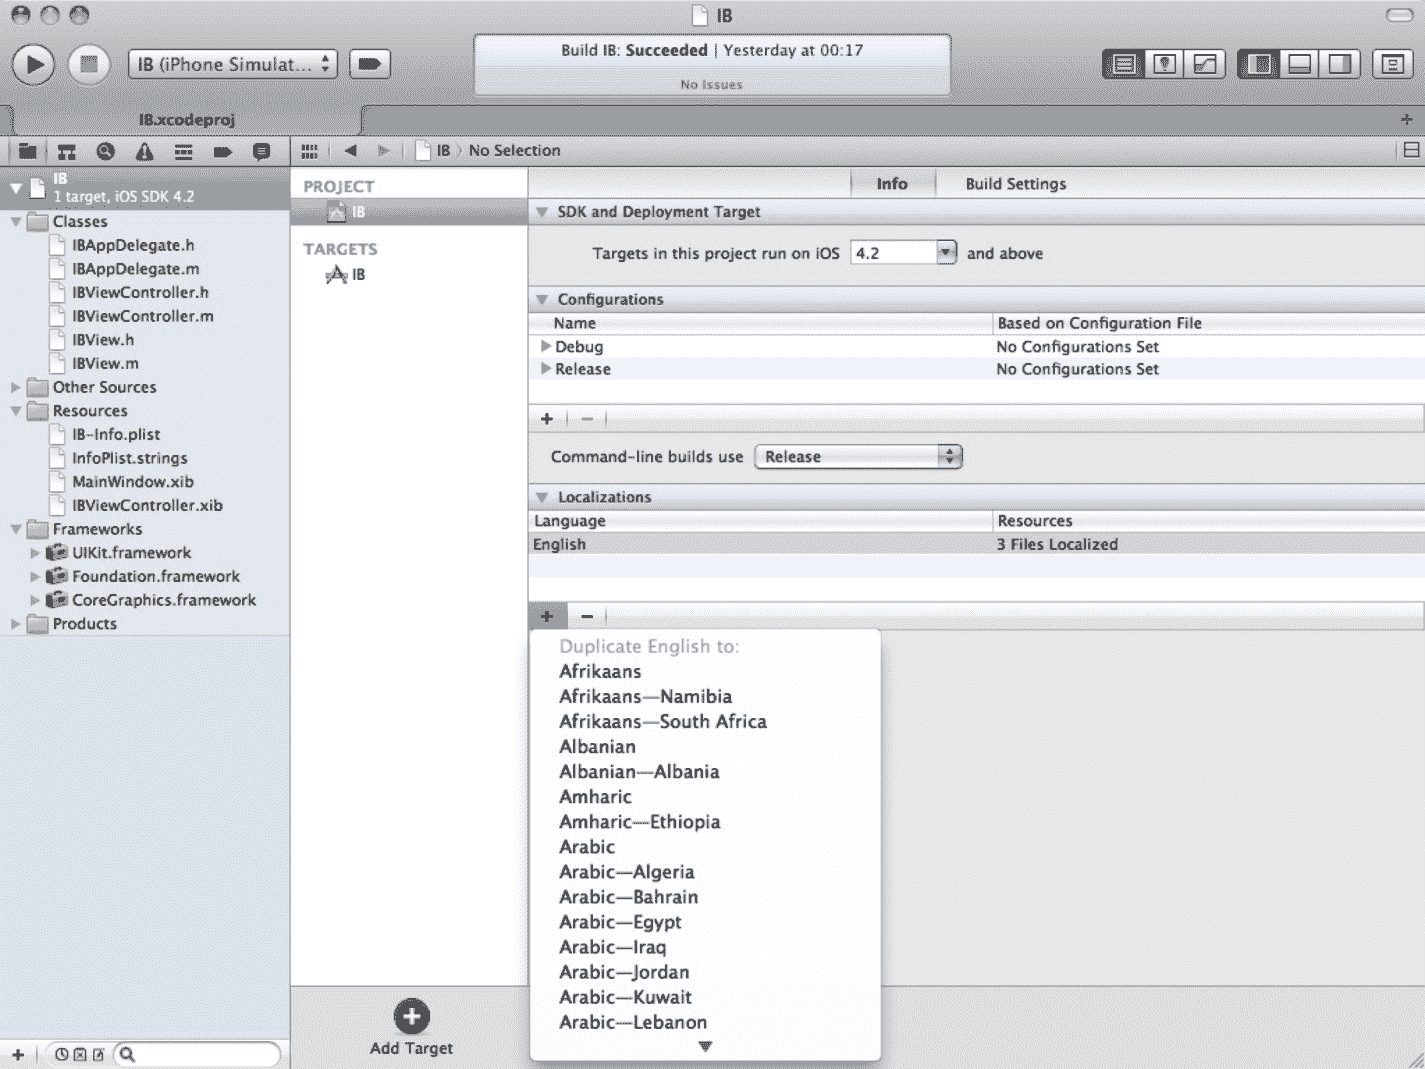 IB
IB (iPhone Simulat...
Build IB: Succeeded | Yesterday at 00:17
No Issues
IB.xcodeproj
IB
No Selection
IB
1 target, iOS SDK 4.2
Classes
IBAppDelegate.h
IBAppDelegate.m
IBViewController.h
IBViewController.m
IBView.h
IBView.m
Other Sources
Resources
IB-Info.plist
InfoPlist.strings
MainWindow.xib
IBViewController.xib
Frameworks
UIKit.framework
Foundation.framework
CoreGraphics.framework
Products
PROJECT
IB
TARGETS
IB
Add Target
Info
Build Settings
SDK and Deployment Target
Targets in this project run on iOS 4.2 and above
Configurations
Name Based on Configuration File
Debug No Configurations Set
Release No Configurations Set
Command-line builds use Release
Localizations
Language Resources
English 3 Files Localized
Duplicate English to:
Afrikaans
Afrikaans—Namibia
Afrikaans—South Africa
Albanian
Albanian—Albania
Amharic
Amharic—Ethiopia
Arabic
Arabic—Algeria
Arabic—Bahrain
Arabic—Egypt
Arabic—Iraq
Arabic—Jordan
Arabic—Kuwait
Arabic—Lebanon